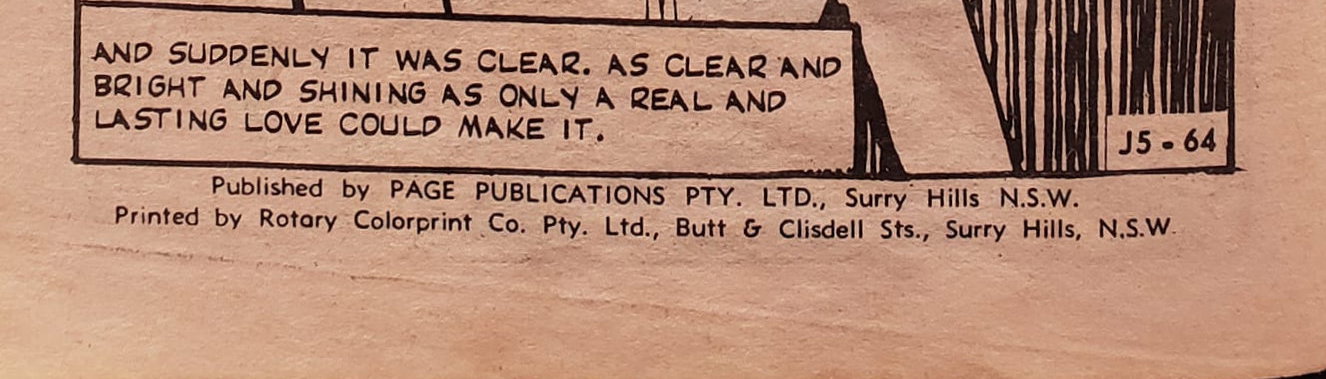 AND SUDDENLY IT WAS CLEAR. AS CLEAR AND
BRIGHT AND SHINING AS ONLY A REAL AND
LASTING LOVE COULD MAKE IT.
J5 - 64
Published by PAGE PUBLICATIONS PTY. LTD., Surry Hills N.S.W.
Printed by Rotary Colorprint Co. Pty. Ltd., Butt & Clisdell Sts., Surry Hills, N.S.W.